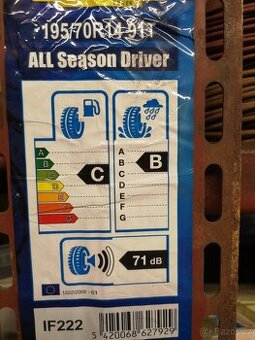 195/70R14 91T
ALL Season Driver
A
B
C
D
E
F
G
C
A
B
C
D
E
F
G
B
71 dB
1222/2009 - C1
IF222
5 420068 627929